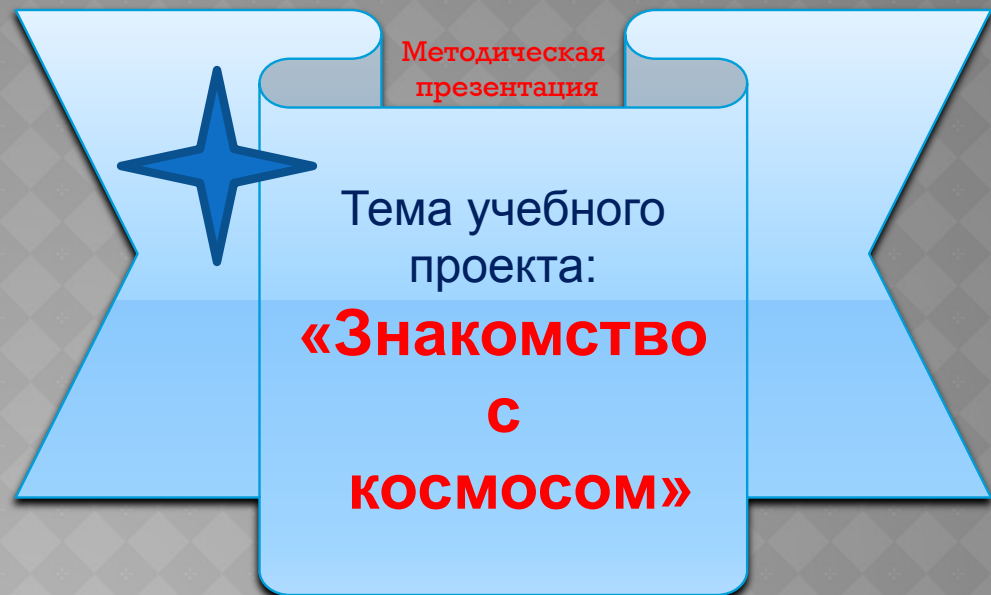 Методическая
презентация
Тема учебного
проекта:
«Знакомство
с
космосом»